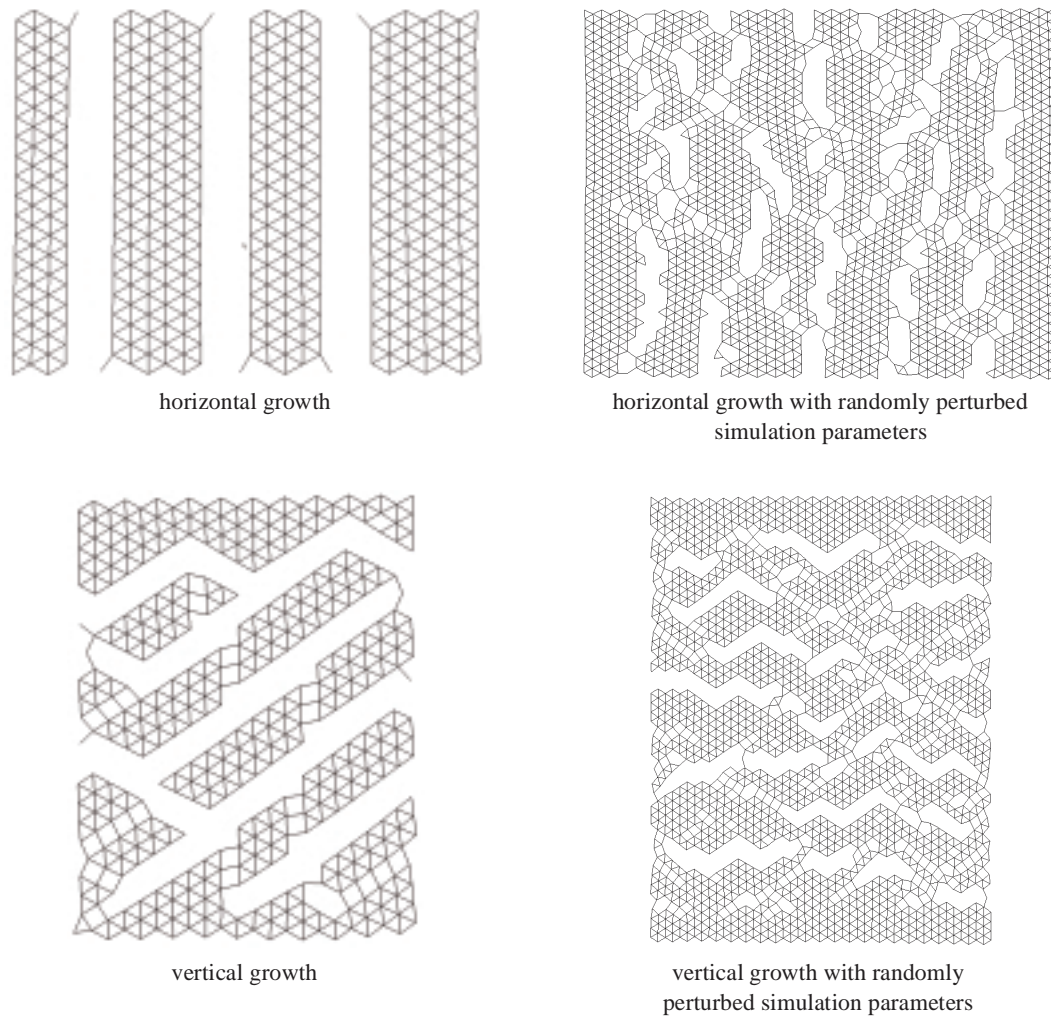 horizontal growth
horizontal growth with randomly perturbed
simulation parameters
vertical growth
vertical growth with randomly
perturbed simulation parameters